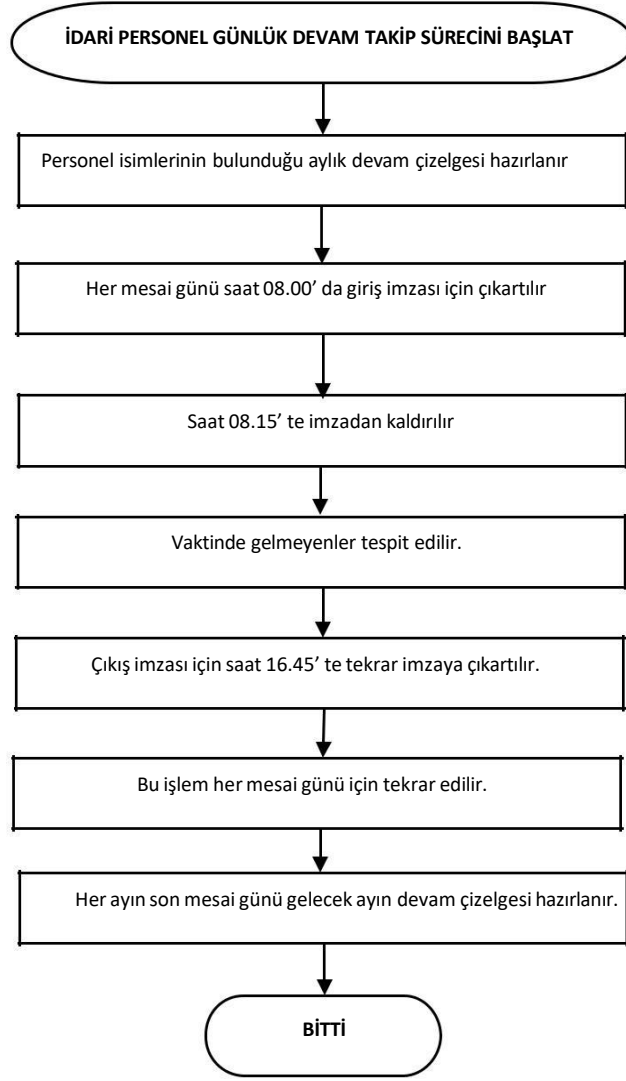 İDARİ PERSONEL GÜNLÜK DEVAM TAKİP SÜRECİNİ BAŞLAT
Personel isimlerinin bulunduğu aylık devam çizelgesi hazırlanır
Her mesai günü saat 08.00’ da giriş imzası için çıkartılır
Saat 08.15’ te imzadan kaldırılır
Vaktinde gelmeyenler tespit edilir.
Çıkış imzası için saat 16.45’ te tekrar imzaya çıkartılır.
Bu işlem her mesai günü için tekrar edilir.
Her ayın son mesai günü gelecek ayın devam çizelgesi hazırlanır.
BİTTİ